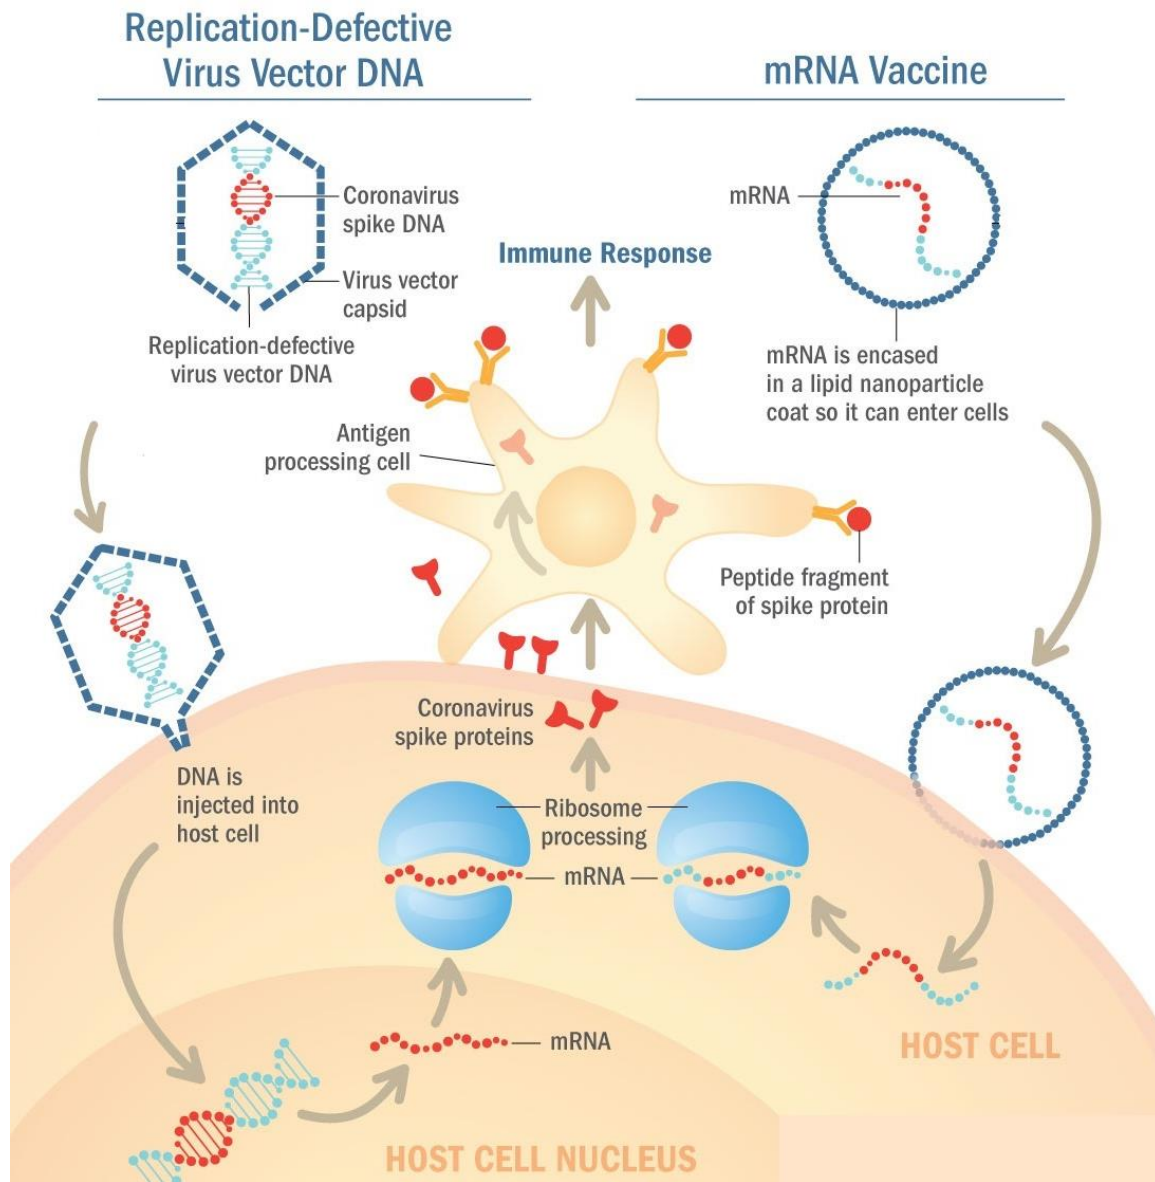 Replication-Defective
Virus Vector DNA
mRNA Vaccine
Coronavirus
spike DNA
Virus vector
capsid
Replication-defective
virus vector DNA
mRNA
Immune Response
mRNA is encased
in a lipid nanoparticle
coat so it can enter cells
Antigen
processing cell
Peptide fragment
of spike protein
Coronavirus
spike proteins
DNA is
injected into
host cell
Ribosome
processing
mRNA
mRNA
HOST CELL
HOST CELL NUCLEUS